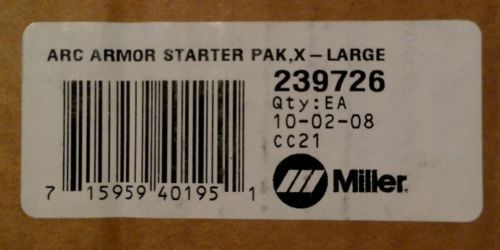 ARC ARMOR STARTER PAK,X-LARGE
239726
Qty:EA
10-02-08
CC21
Miller
7 15959 40195 1